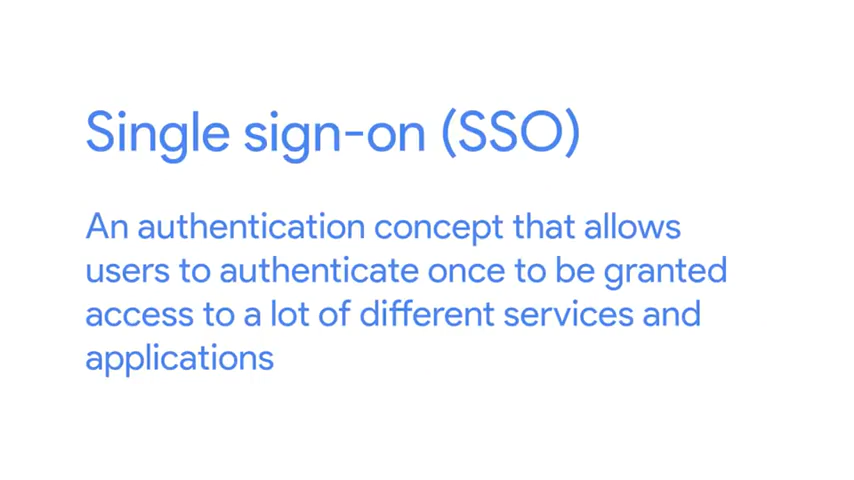 Single sign-on (SSO)
An authentication concept that allows
users to authenticate once to be granted
access to a lot of different services and
applications